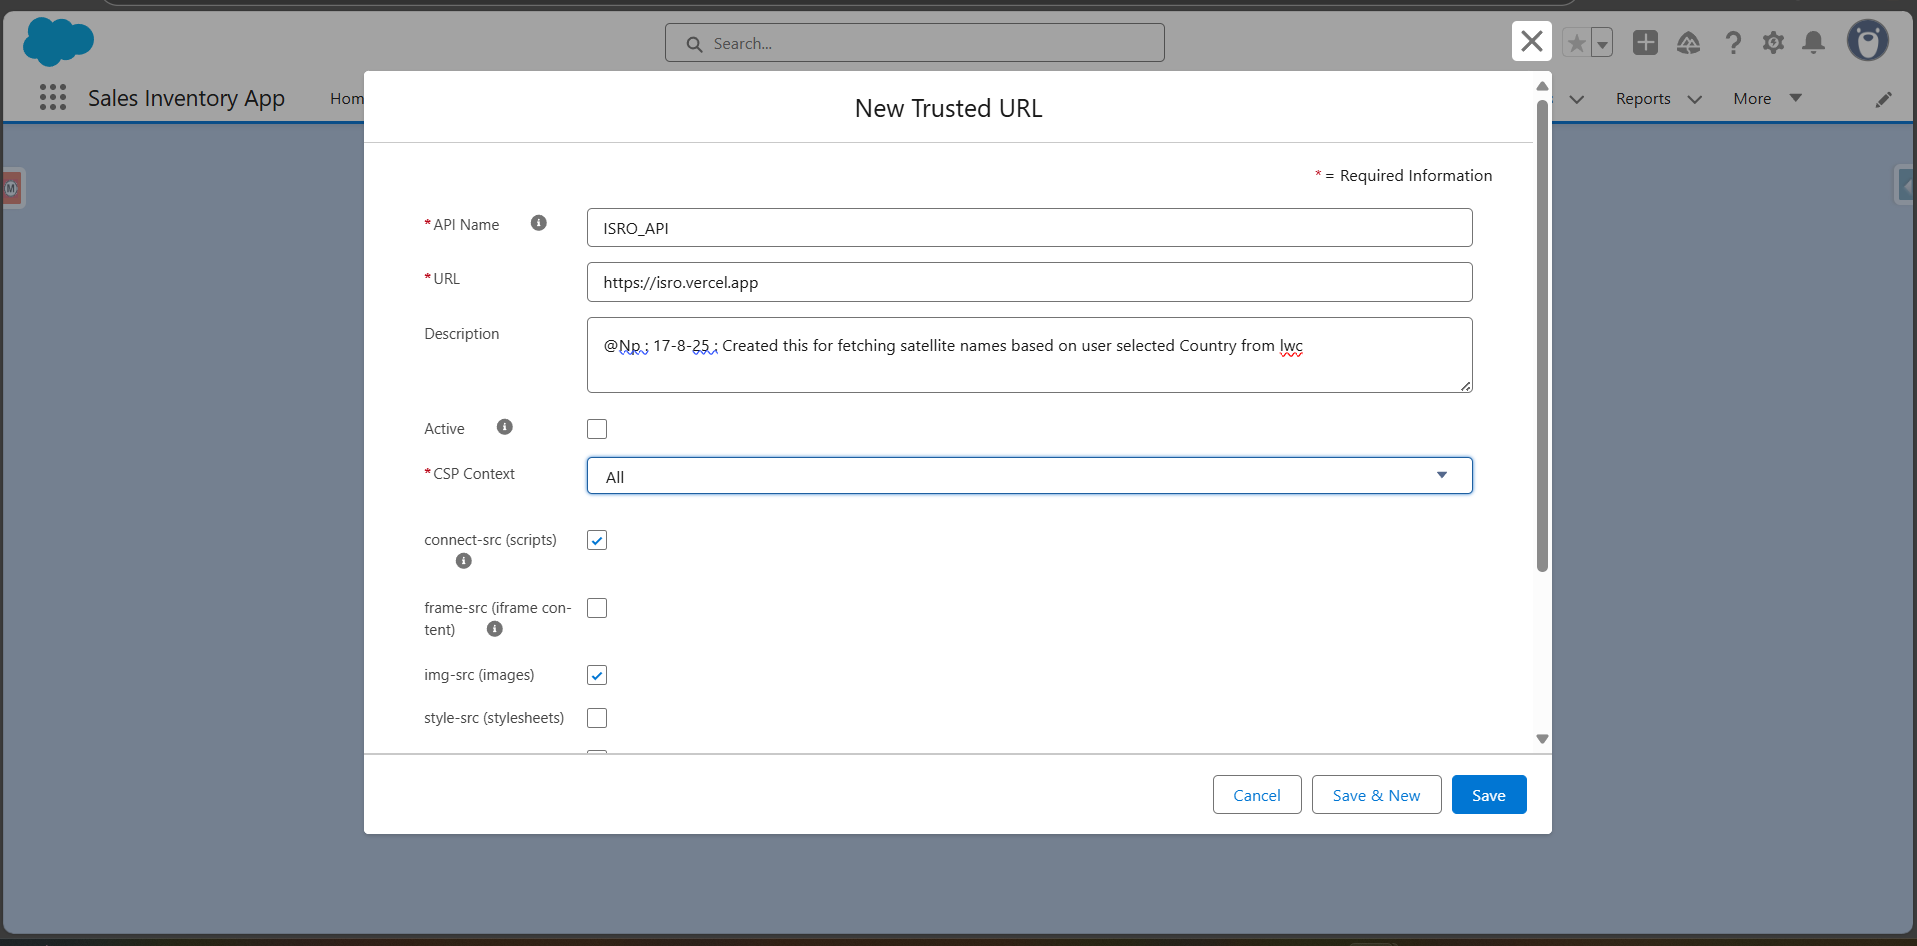 Search...
Sales Inventory App
Hom
Reports
More
New Trusted URL
* = Required Information
*API Name
ISRO_API
*URL
https://isro.vercel.app
Description
@Np : 17-8-25 : Created this for fetching satellite names based on user selected Country from lwc
Active
*CSP Context
All
connect-src (scripts)
frame-src (iframe con-
tent)
img-src (images)
style-src (stylesheets)
Cancel
Save & New
Save
M